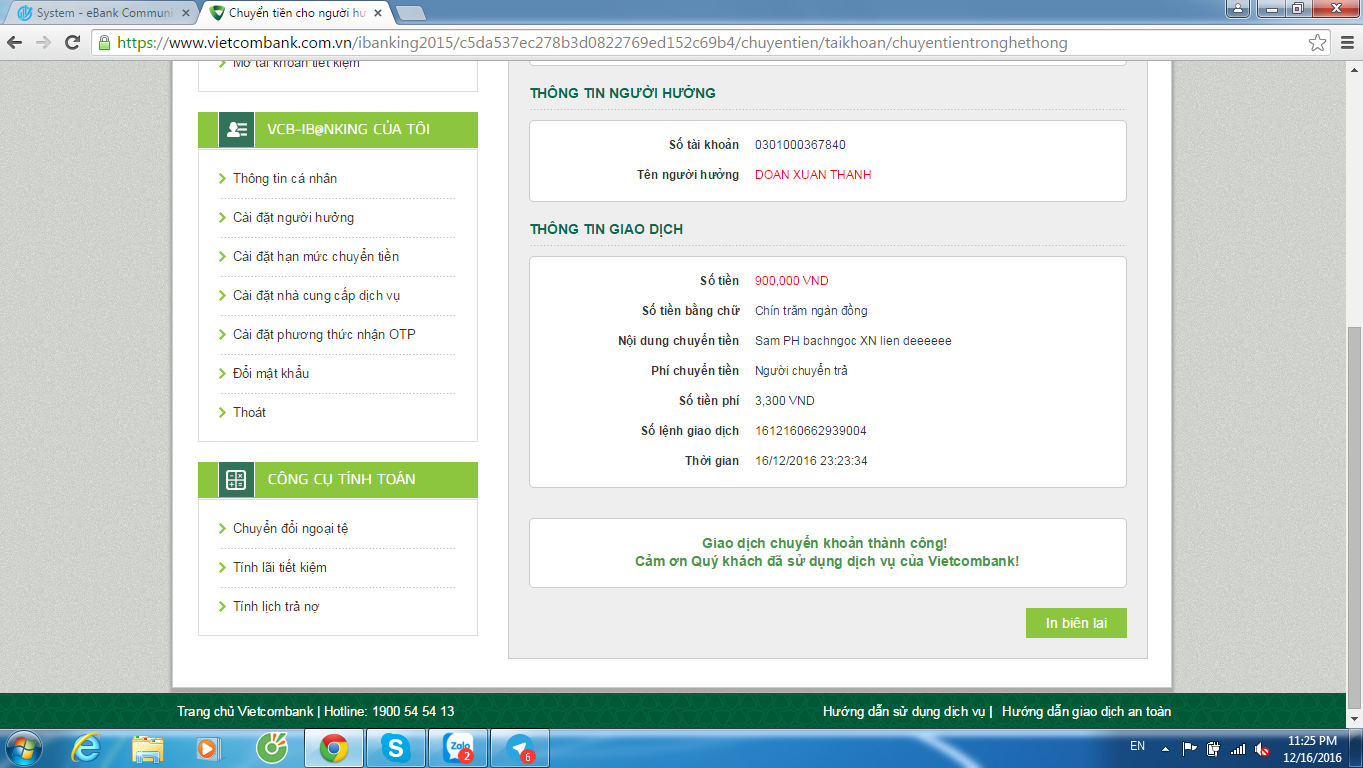 System - eBank Communi
Chuyển tiền cho người hư
https://www.vietcombank.com.vn/ibanking2015/c5da537ec278b3d0822769ed152c69b4/chuyentien/taikhoan/chuyentientronghethong
Mở tài khoản tiết kiệm
VCB-IB@NKING CỦA TÔI
Thông tin cá nhân
Cài đặt người hưởng
Cài đặt hạn mức chuyển tiền
Cài đặt nhà cung cấp dịch vụ
Cài đặt phương thức nhận OTP
Đổi mật khẩu
Thoát
CÔNG CỤ TÍNH TOÁN
Chuyển đổi ngoại tệ
Tính lãi tiết kiệm
Tính lịch trả nợ
THÔNG TIN NGƯỜI HƯỞNG
Số tài khoản 0301000367840
Tên người hưởng DOAN XUAN THANH
THÔNG TIN GIAO DỊCH
Số tiền 900,000 VND
Số tiền bằng chữ Chín trăm ngàn đồng
Nội dung chuyển tiền Sam PH bachngoc XN lien deeeeee
Phí chuyển tiền Người chuyển trả
Số tiền phí 3,300 VND
Số lệnh giao dịch 1612160662939004
Thời gian 16/12/2016 23:23:34
Giao dịch chuyển khoản thành công!
Cảm ơn Quý khách đã sử dụng dịch vụ của Vietcombank!
In biên lai
Trang chủ Vietcombank | Hotline: 1900 54 54 13
Hướng dẫn sử dụng dịch vụ | Hướng dẫn giao dịch an toàn
Zalo
2
6
EN
11:25 PM
12/16/2016